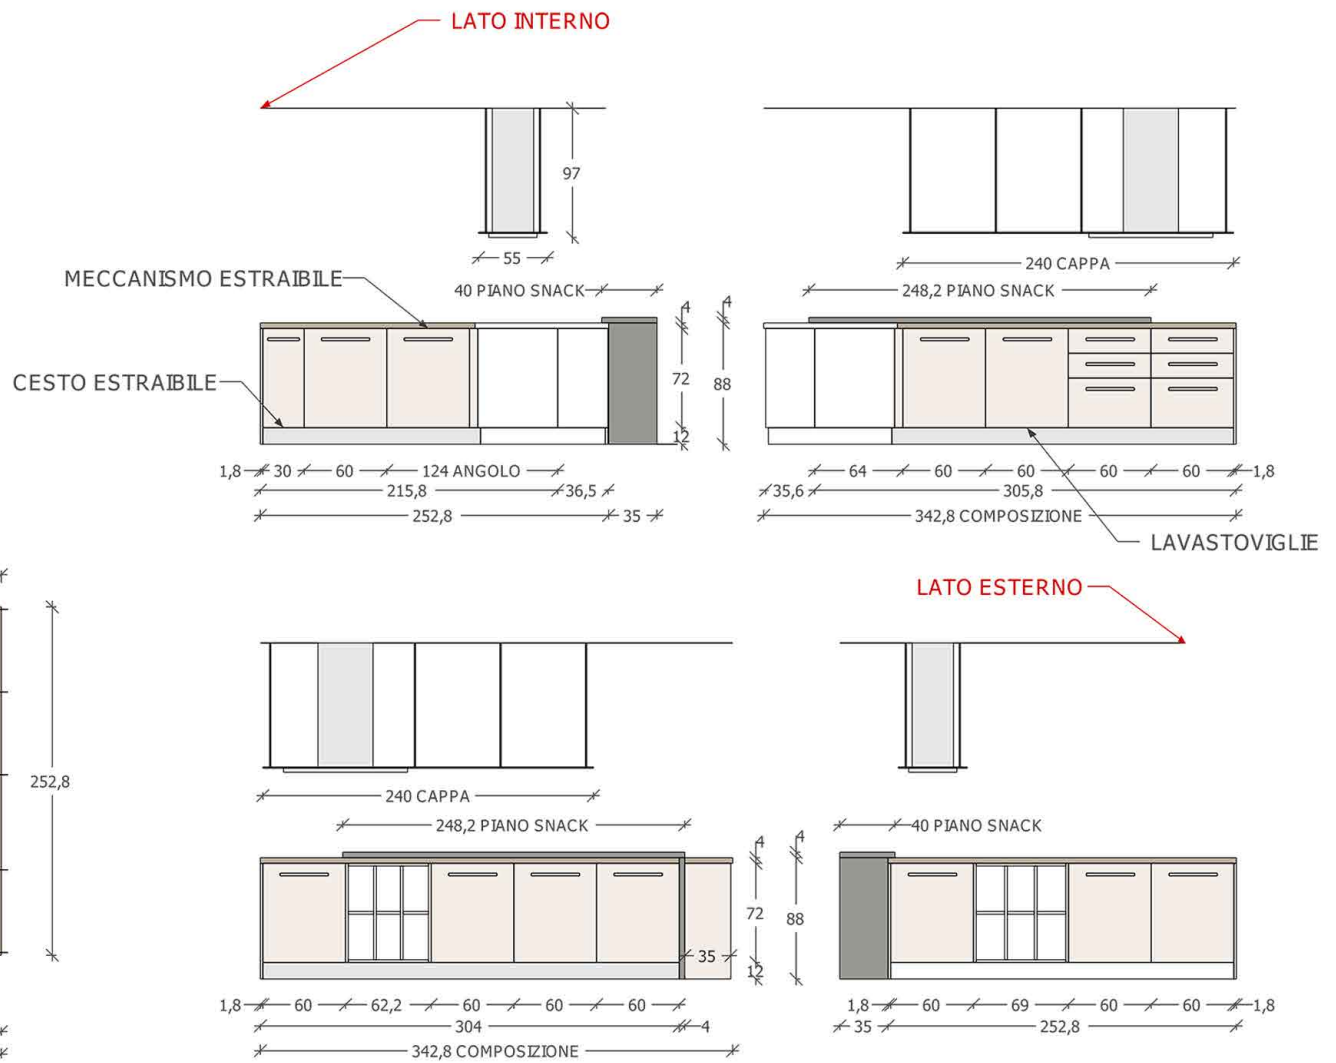 LATO INTERNO
97
55
240 CAPPA
MECCANISMO ESTRAIBILE
40 PIANO SNACK
248,2 PIANO SNACK
4
4
CESTO ESTRAIBILE
72
88
12
1,8 30 60 124 ANGOLO
64 60 60 60 60 1,8
215,8 36,5
35,6 305,8
252,8 35
342,8 COMPOSIZIONE
LAVASTOVIGLIE
LATO ESTERNO
252,8
240 CAPPA
248,2 PIANO SNACK
40 PIANO SNACK
4
4
72
88
35
12
1,8 60 62,2 60 60 60
1,8 60 69 60 60 1,8
304 4
35 252,8
342,8 COMPOSIZIONE